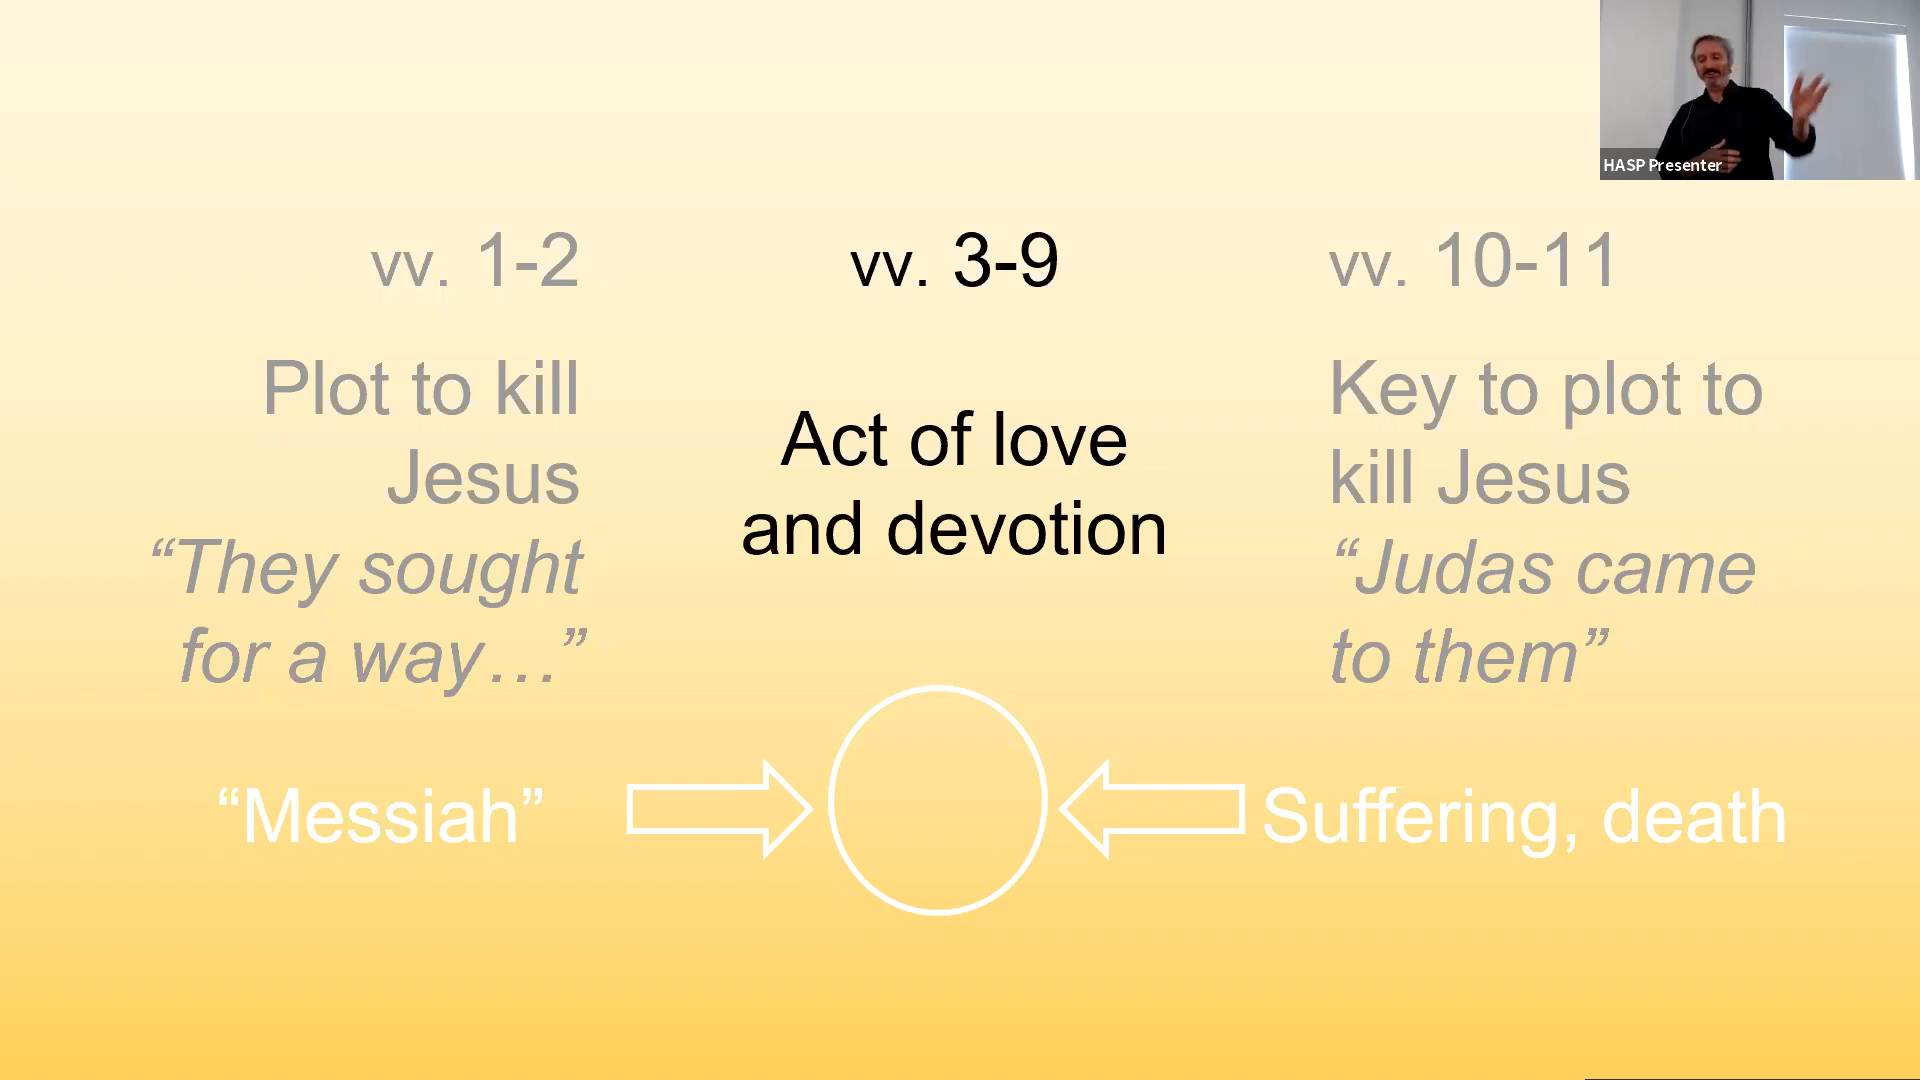 HASP Presenter
vv. 1-2
Plot to kill
Jesus
“They sought
for a way…”
vv. 3-9
Act of love
and devotion
vv. 10-11
Key to plot to
kill Jesus
“Judas came
to them”
“Messiah”
Suffering, death